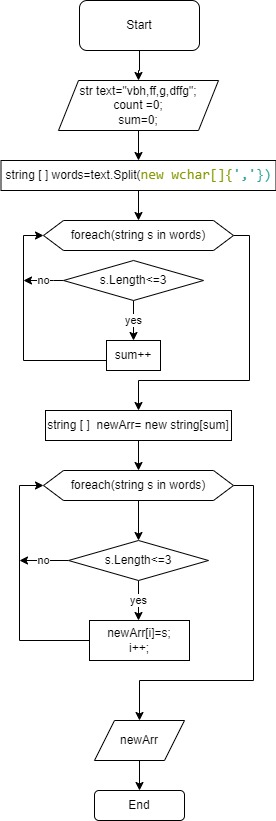 Start
str text="vbh,ff,g,dffg";
count =0;
sum=0;
string [ ] words=text.Split(new wchar[]{','})
foreach(string s in words)
s.Length<=3
no
yes
sum++
string [ ]  newArr= new string[sum]
foreach(string s in words)
s.Length<=3
no
yes
newArr[i]=s;
i++;
newArr
End